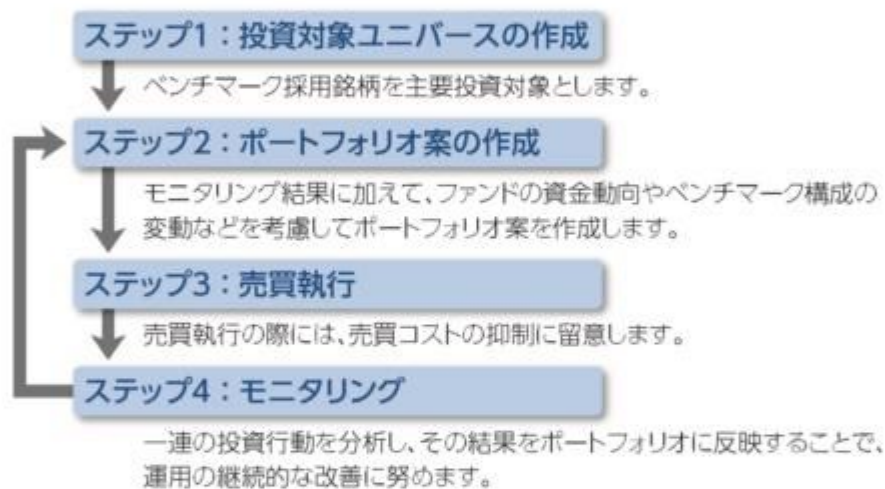 ステップ1：投資対象ユニバースの作成
ベンチマーク採用銘柄を主要投資対象とします。
ステップ2：ポートフォリオ案の作成
モニタリング結果に加えて、ファンドの資金動向やベンチマーク構成の
変動などを考慮してポートフォリオ案を作成します。
ステップ3：売買執行
売買執行の際には、売買コストの抑制に留意します。
ステップ4：モニタリング
一連の投資行動を分析し、その結果をポートフォリオに反映することで、
運用の継続的な改善に努めます。